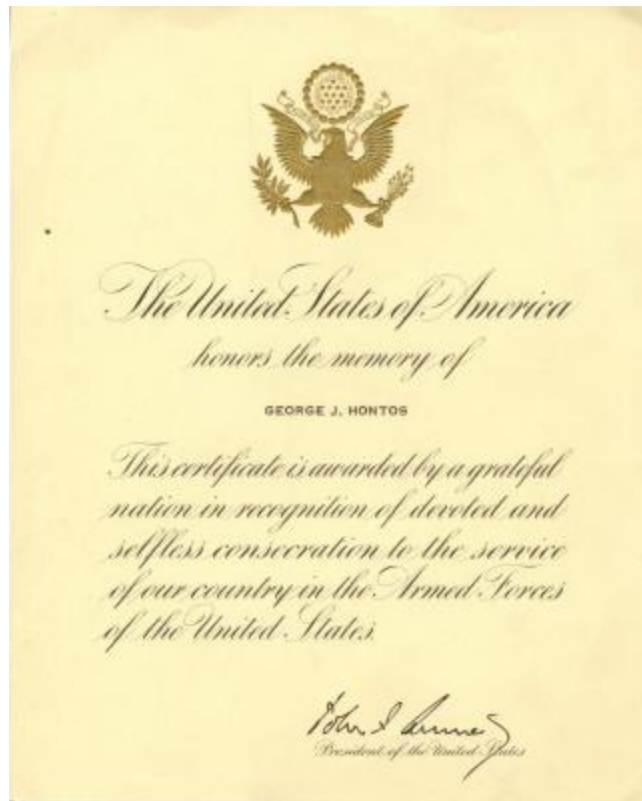 The United States of America
honors the memory of
GEORGE J. HONTOS
This certificate is awarded by a grateful
nation in recognition of devoted and
selfless consecration to the service
of our country in the Armed Forces
of the United States.
President of the United States